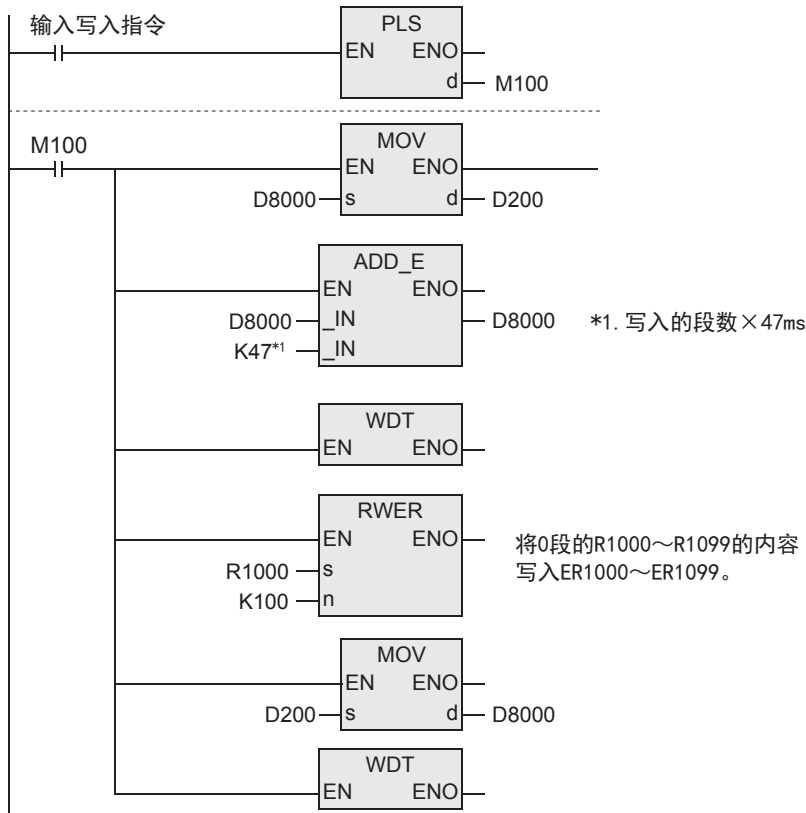 输入写入指令
PLS
EN ENO
d M100
M100
MOV
EN ENO
D8000 s d D200
ADD_E
EN ENO
D8000 _IN D8000 *1. 写入的段数×47ms
K47*1 _IN
WDT
EN ENO
RWER
EN ENO 将0段的R1000~R1099的内容
R1000 s 写入ER1000~ER1099。
K100 n
MOV
EN ENO
D200 s d D8000
WDT
EN ENO